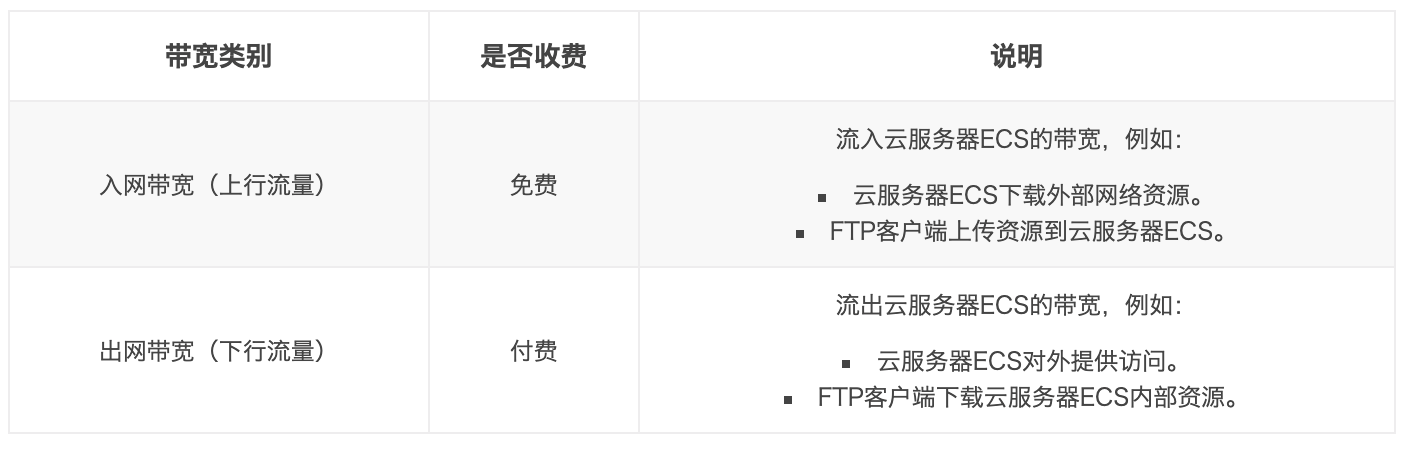 带宽类别 是否收费 说明
流入云服务器ECS的带宽，例如：
入网带宽（上行流量） 免费
▪ 云服务器ECS下载外部网络资源。
▪ FTP客户端上传资源到云服务器ECS。
流出云服务器ECS的带宽，例如：
出网带宽（下行流量） 付费
▪ 云服务器ECS对外提供访问。
▪ FTP客户端下载云服务器ECS内部资源。